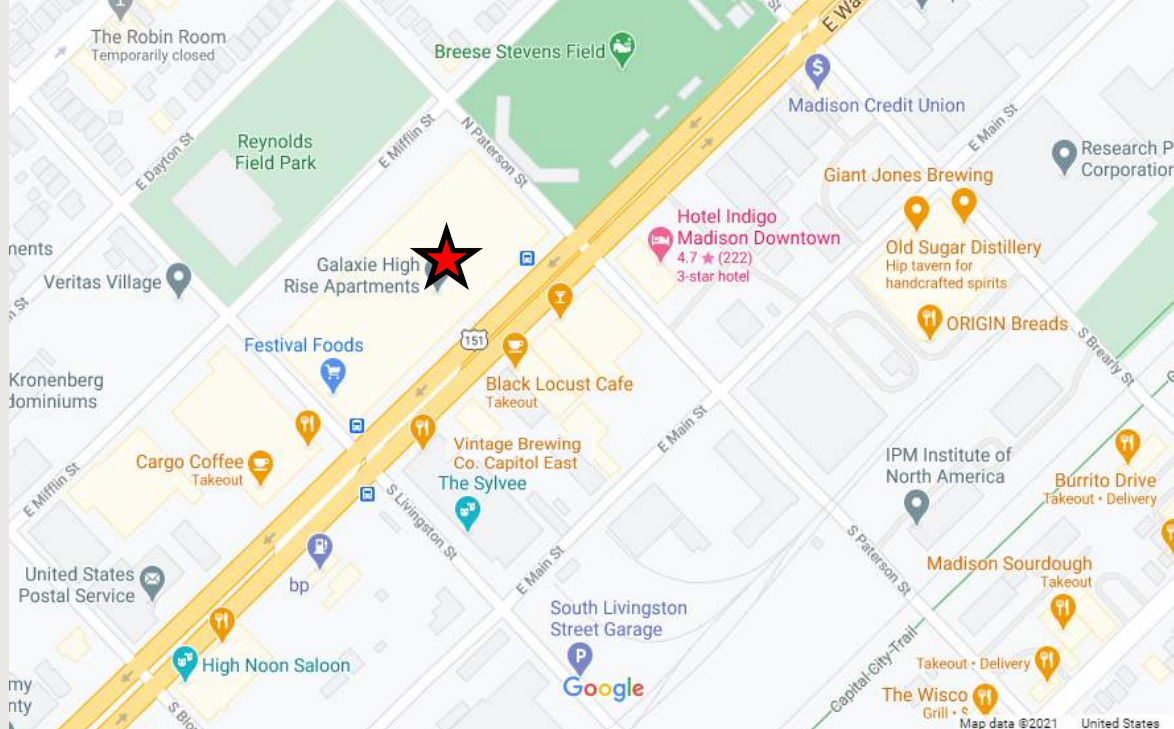 The Robin Room
Temporarily closed
Breese Stevens Field
E Wa
Madison Credit Union
E Main St
Research P
Corporation
Reynolds
Field Park
E Mifflin St
N Paterson St
E Dayton St
Giant Jones Brewing
Hotel Indigo
Madison Downtown
4.7 ★ (222)
3-star hotel
Old Sugar Distillery
Hip tavern for
handcrafted spirits
ments
Veritas Village
Galaxie High
Rise Apartments
n St
ORIGIN Breads
151
Festival Foods
S Brearly St
Kronenberg
dominiums
Black Locust Cafe
Takeout
E Main St
Vintage Brewing
Co. Capitol East
The Sylvee
Cargo Coffee
Takeout
E Mifflin St
IPM Institute of
North America
Burrito Drive
Takeout • Delivery
S Livingston St
S Paterson St
E Main St
United States
Postal Service
bp
Madison Sourdough
Takeout
South Livingston
Street Garage
P
High Noon Saloon
Google
Capital City Trail
Takeout • Delivery
The Wisco
Grill • $
my
nty
S Blo
Map data ©2021 United States